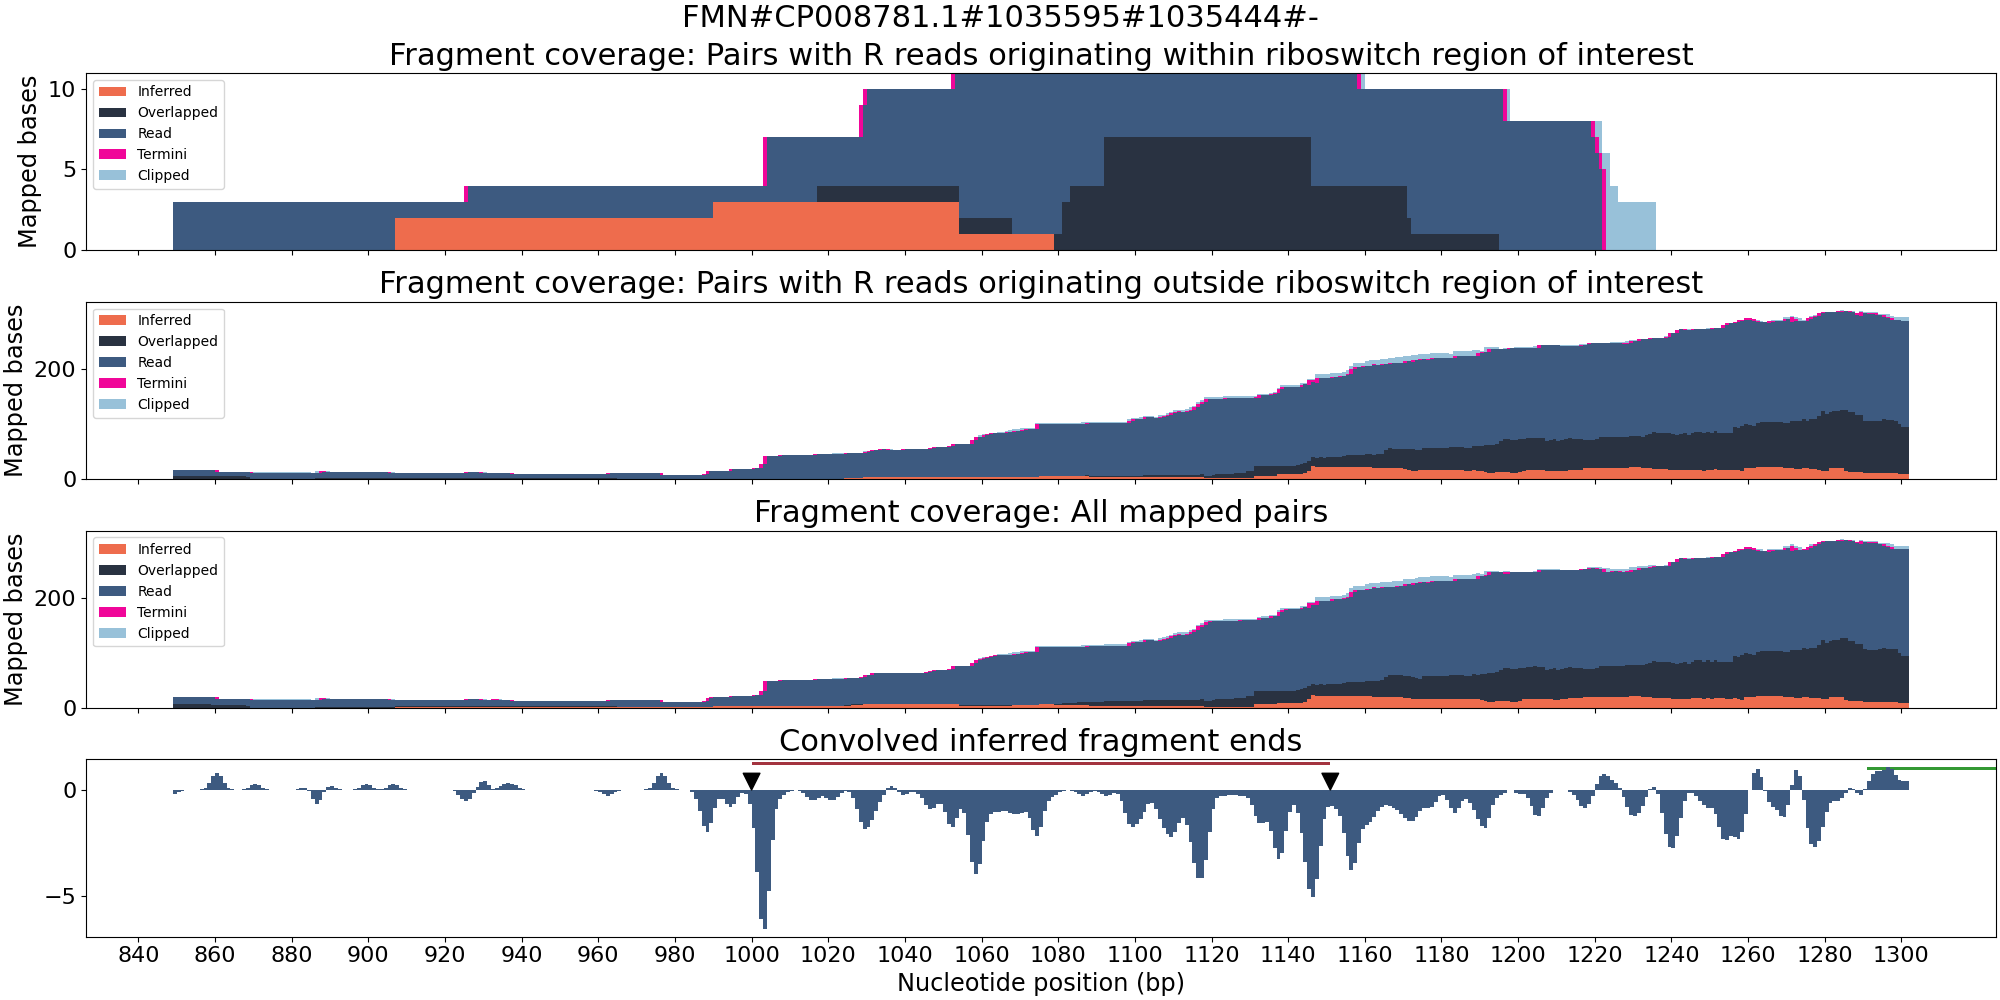 FMN#CP008781.1#1035595#1035444#-
Fragment coverage: Pairs with R reads originating within riboswitch region of interest
Mapped bases
10
5
0
Inferred
Overlapped
Read
Termini
Clipped
Fragment coverage: Pairs with R reads originating outside riboswitch region of interest
Mapped bases
200
0
Inferred
Overlapped
Read
Termini
Clipped
Fragment coverage: All mapped pairs
Mapped bases
200
0
Inferred
Overlapped
Read
Termini
Clipped
Convolved inferred fragment ends
0
−5
840 860 880 900 920 940 960 980 1000 1020 1040 1060 1080 1100 1120 1140 1160 1180 1200 1220 1240 1260 1280 1300
Nucleotide position (bp)